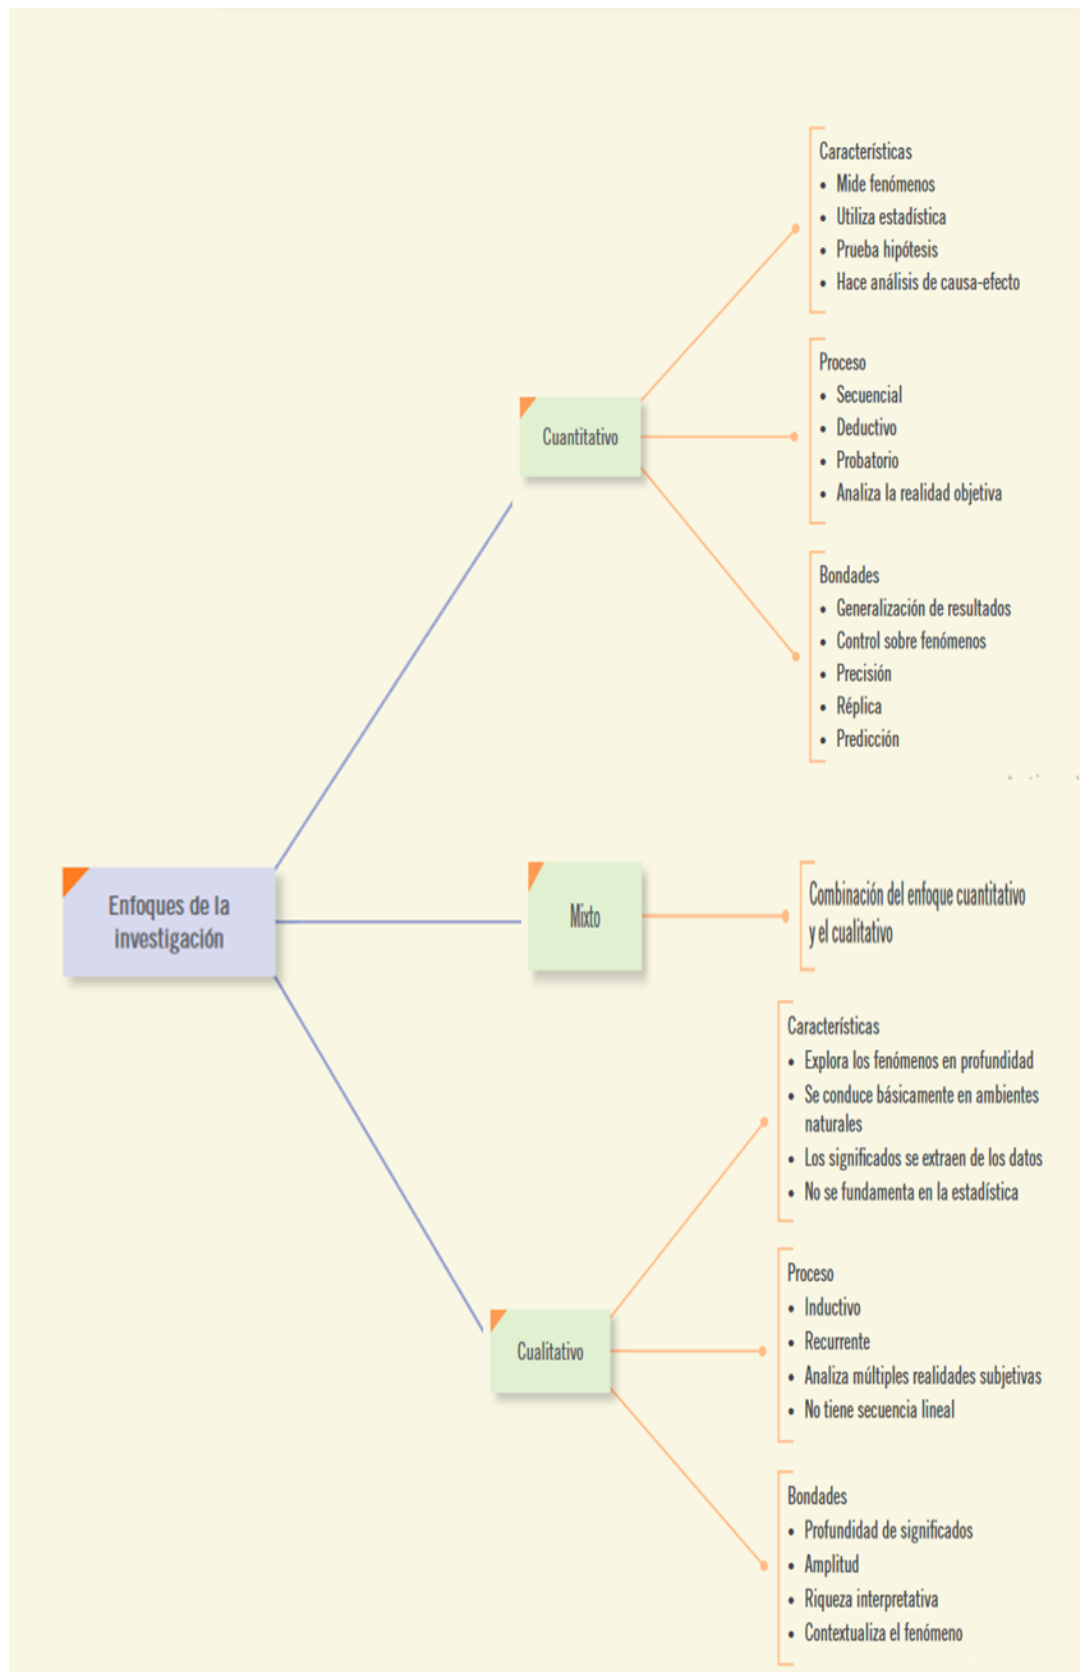 Enfoques de la
investigación
Cuantitativo
Características
• Mide fenómenos
• Utiliza estadística
• Prueba hipótesis
• Hace análisis de causa-efecto
Proceso
• Secuencial
• Deductivo
• Probatorio
• Analiza la realidad objetiva
Bondades
• Generalización de resultados
• Control sobre fenómenos
• Precisión
• Réplica
• Predicción
Mixto
Combinación del enfoque cuantitativo
y el cualitativo
Cualitativo
Características
• Explora los fenómenos en profundidad
• Se conduce básicamente en ambientes
naturales
• Los significados se extraen de los datos
• No se fundamenta en la estadística
Proceso
• Inductivo
• Recurrente
• Analiza múltiples realidades subjetivas
• No tiene secuencia lineal
Bondades
• Profundidad de significados
• Amplitud
• Riqueza interpretativa
• Contextualiza el fenómeno